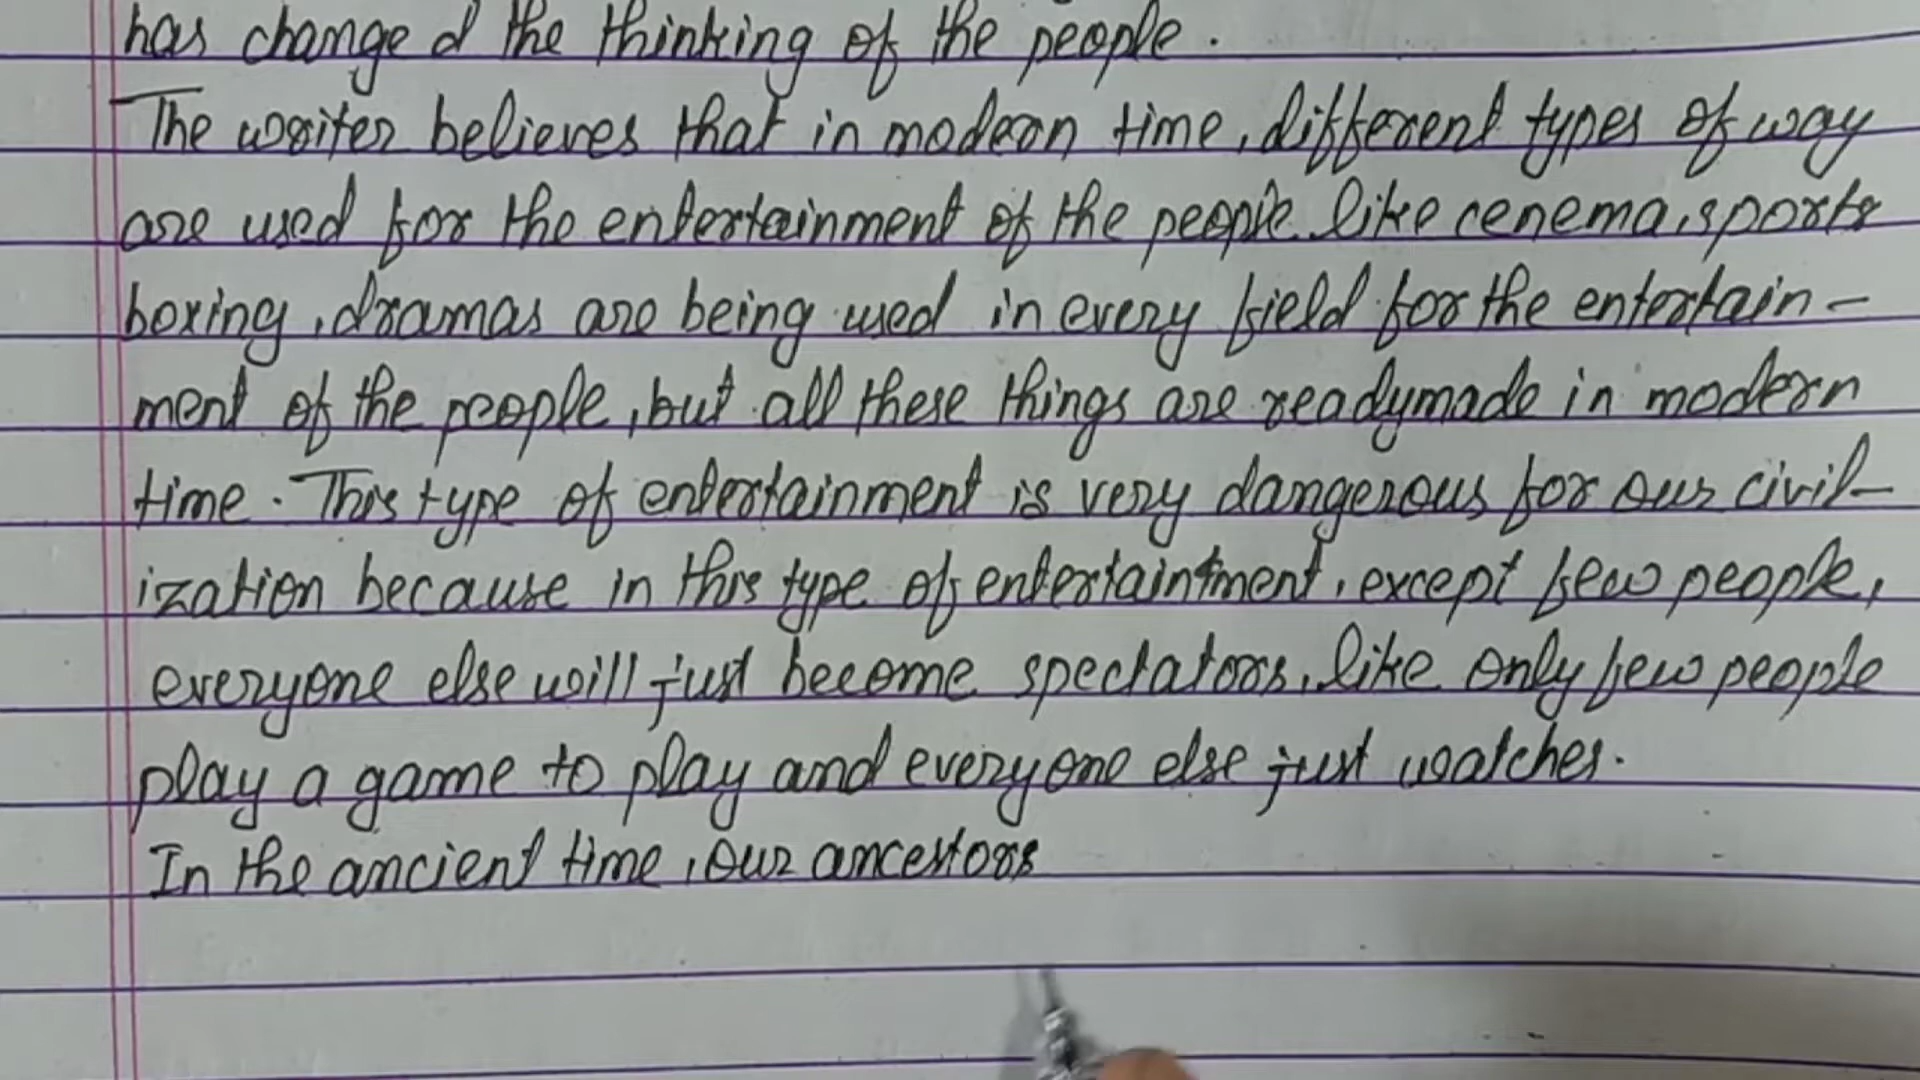 has changed the thinking of the people.
The writer believes that in modern time, different types of way
are used for the entertainment of the people like cenema, sports
boxing, dramas are being used in every field for the entertain-
ment of the people, but all these things are readymade in modern
time. This type of entertainment is very dangerous for our civil-
ization because in this type of entertaintment, except few people,
everyone else will just become spectators, like only few people
play a game to play and everyone else just watches.
In the ancient time, our ancestors